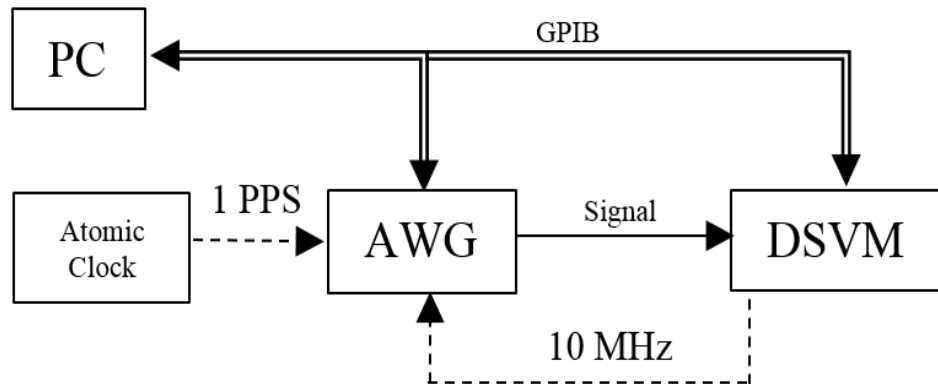 PC
GPIB
1 PPS
Atomic
Clock
AWG
Signal
DSVM
10 MHz